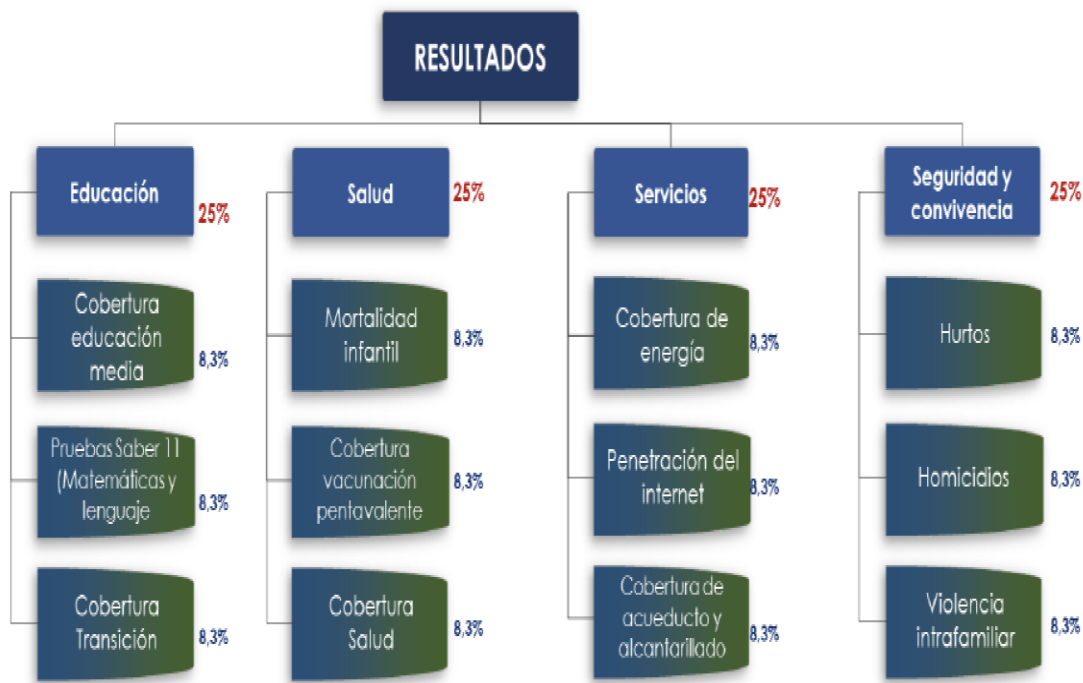 RESULTADOS
Educación
25%
Cobertura
educación
media
8,3%
Pruebas Saber 11
(Matemáticas y
lenguaje
8,3%
Cobertura
Transición
8,3%
Salud
25%
Mortalidad
infantil
8,3%
Cobertura
vacunación
pentavalente
8,3%
Cobertura
Salud
8,3%
Servicios
25%
Cobertura de
energía
8,3%
Penetración del
internet
8,3%
Cobertura de
acueducto y
alcantarillado
8,3%
Seguridad y
convivencia
25%
Hurtos
8,3%
Homicidios
8,3%
Violencia
intrafamiliar
8,3%